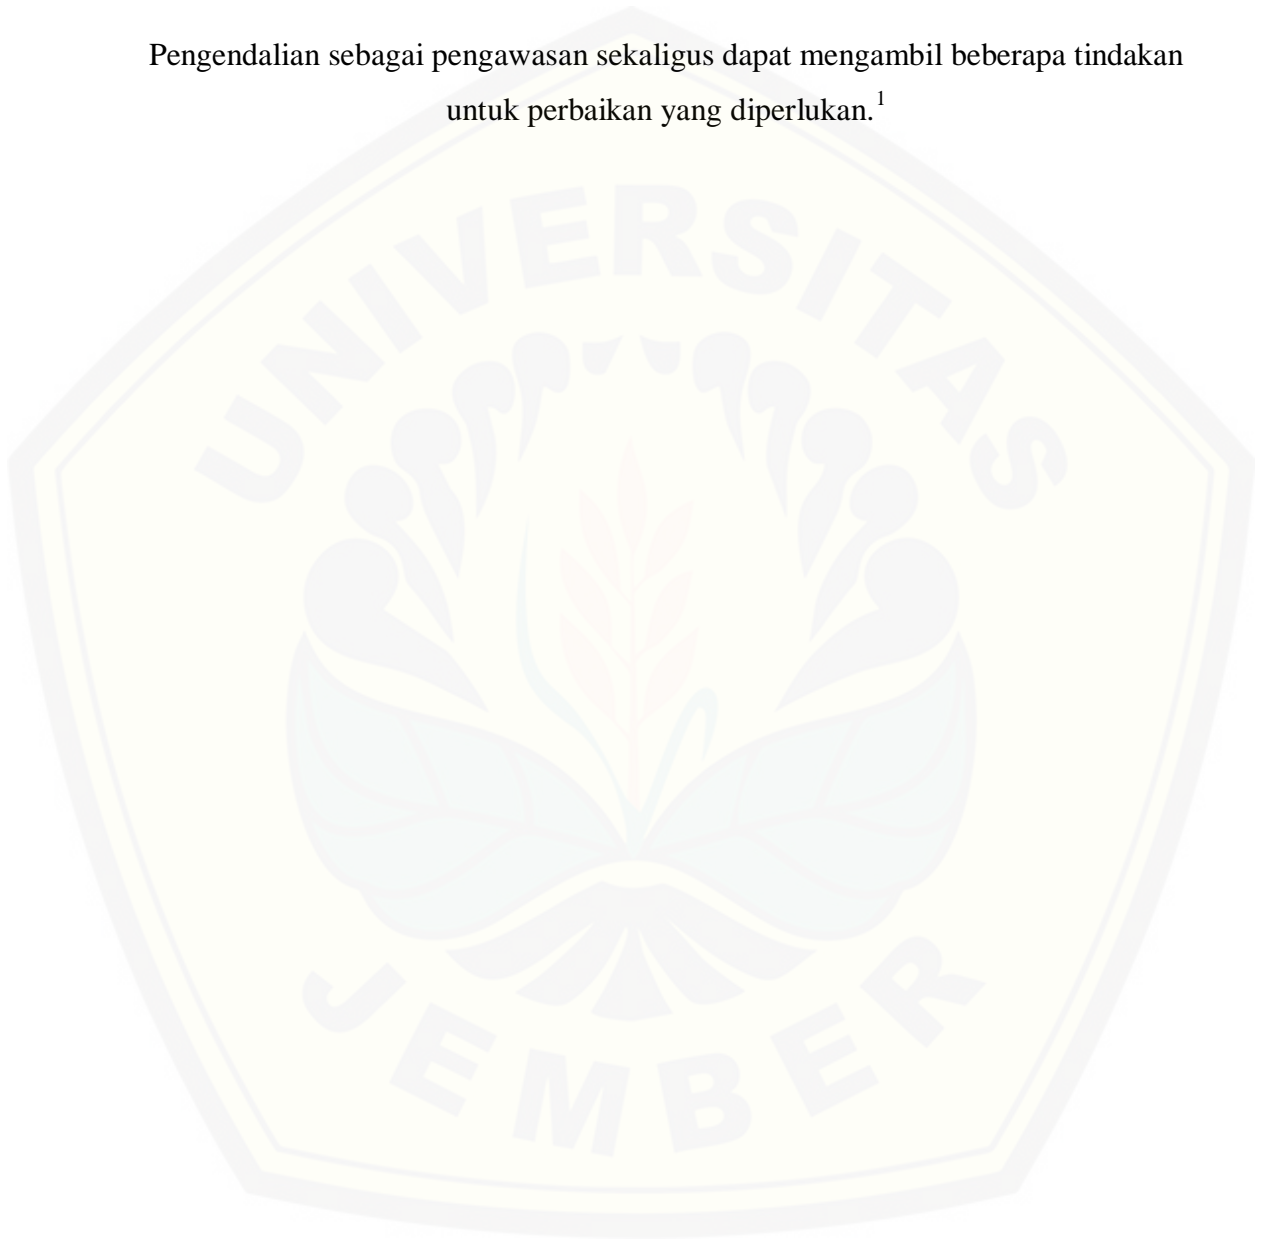 Pengendalian sebagai pengawasan sekaligus dapat mengambil beberapa tindakan
untuk perbaikan yang diperlukan.¹
UNIVERSITAS
JEMBER